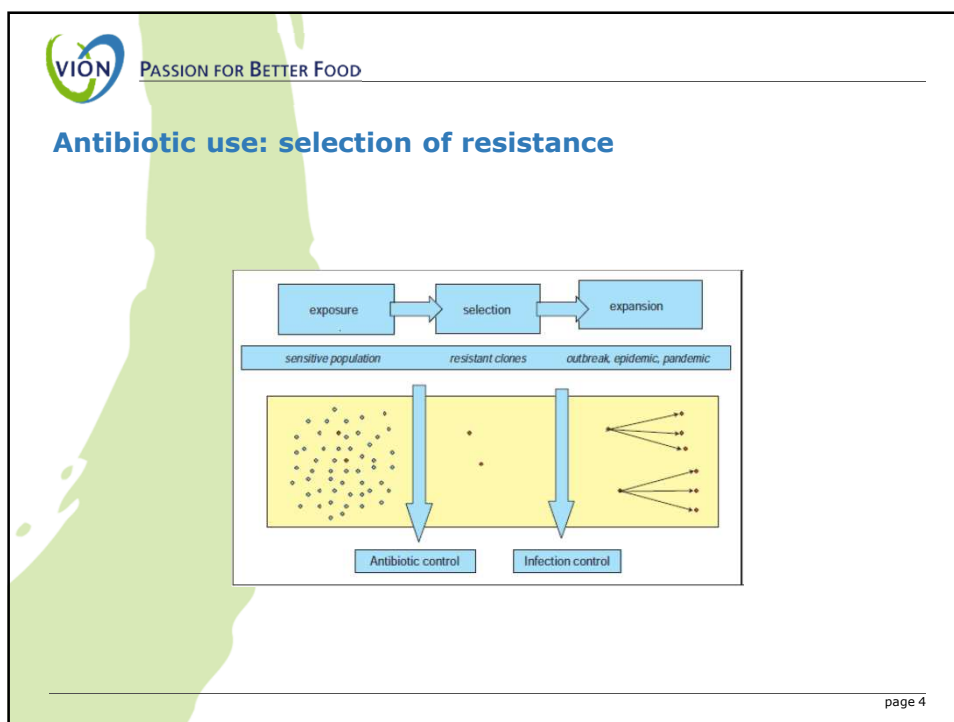 VION
PASSION FOR BETTER FOOD
Antibiotic use: selection of resistance
exposure
selection
expansion
sensitive population
resistant clones
outbreak, epidemic, pandemic
Antibiotic control
Infection control
page 4